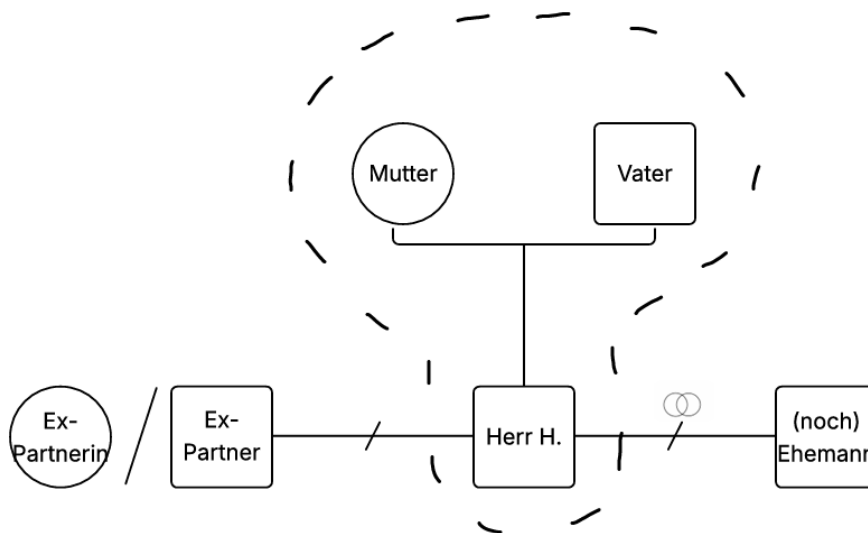 Mutter
Vater
Ex-
Partnerin
Ex-
Partner
Herr H.
(noch)
Ehemann